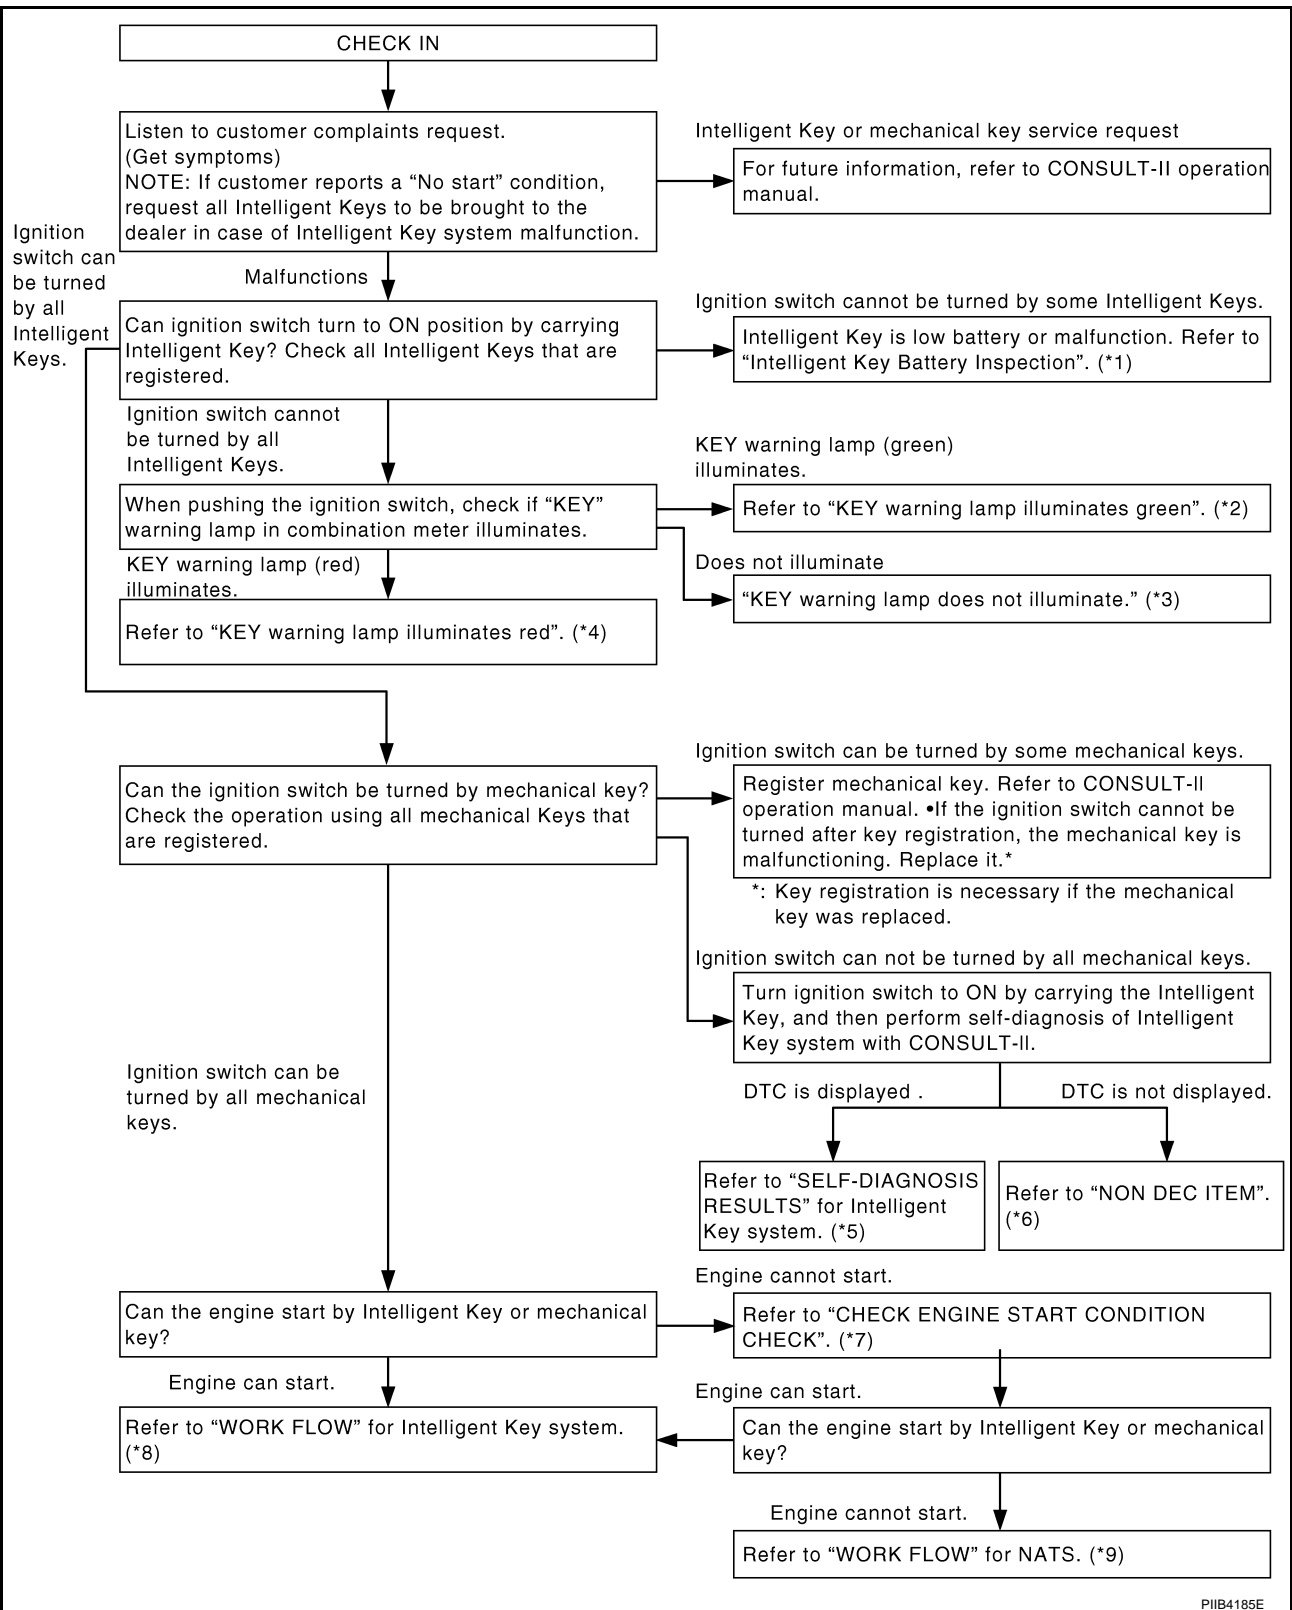 CHECK IN
Listen to customer complaints request.
(Get symptoms)
NOTE: If customer reports a “No start” condition,
request all Intelligent Keys to be brought to the
dealer in case of Intelligent Key system malfunction.
Intelligent Key or mechanical key service request
For future information, refer to CONSULT-II operation
manual.
Ignition
switch can
be turned
by all
Intelligent
Keys.
Malfunctions
Can ignition switch turn to ON position by carrying
Intelligent Key? Check all Intelligent Keys that are
registered.
Ignition switch cannot be turned by some Intelligent Keys.
Intelligent Key is low battery or malfunction. Refer to
“Intelligent Key Battery Inspection”. (*1)
Ignition switch cannot
be turned by all
Intelligent Keys.
When pushing the ignition switch, check if “KEY”
warning lamp in combination meter illuminates.
KEY warning lamp (green)
illuminates.
Refer to “KEY warning lamp illuminates green”. (*2)
Does not illuminate
“KEY warning lamp does not illuminate.” (*3)
KEY warning lamp (red)
illuminates.
Refer to “KEY warning lamp illuminates red”. (*4)
Can the ignition switch be turned by mechanical key?
Check the operation using all mechanical Keys that
are registered.
Ignition switch can be turned by some mechanical keys.
Register mechanical key. Refer to CONSULT-II
operation manual. •If the ignition switch cannot be
turned after key registration, the mechanical key is
malfunctioning. Replace it.*
*: Key registration is necessary if the mechanical
key was replaced.
Ignition switch can not be turned by all mechanical keys.
Turn ignition switch to ON by carrying the Intelligent
Key, and then perform self-diagnosis of Intelligent
Key system with CONSULT-II.
Ignition switch can be
turned by all mechanical
keys.
DTC is displayed .
DTC is not displayed.
Refer to “SELF-DIAGNOSIS
RESULTS” for Intelligent
Key system. (*5)
Refer to “NON DEC ITEM”.
(*6)
Can the engine start by Intelligent Key or mechanical
key?
Engine cannot start.
Refer to “CHECK ENGINE START CONDITION
CHECK”. (*7)
Engine can start.
Refer to “WORK FLOW” for Intelligent Key system.
(*8)
Engine can start.
Can the engine start by Intelligent Key or mechanical
key?
Engine cannot start.
Refer to “WORK FLOW” for NATS. (*9)
PIIB4185E